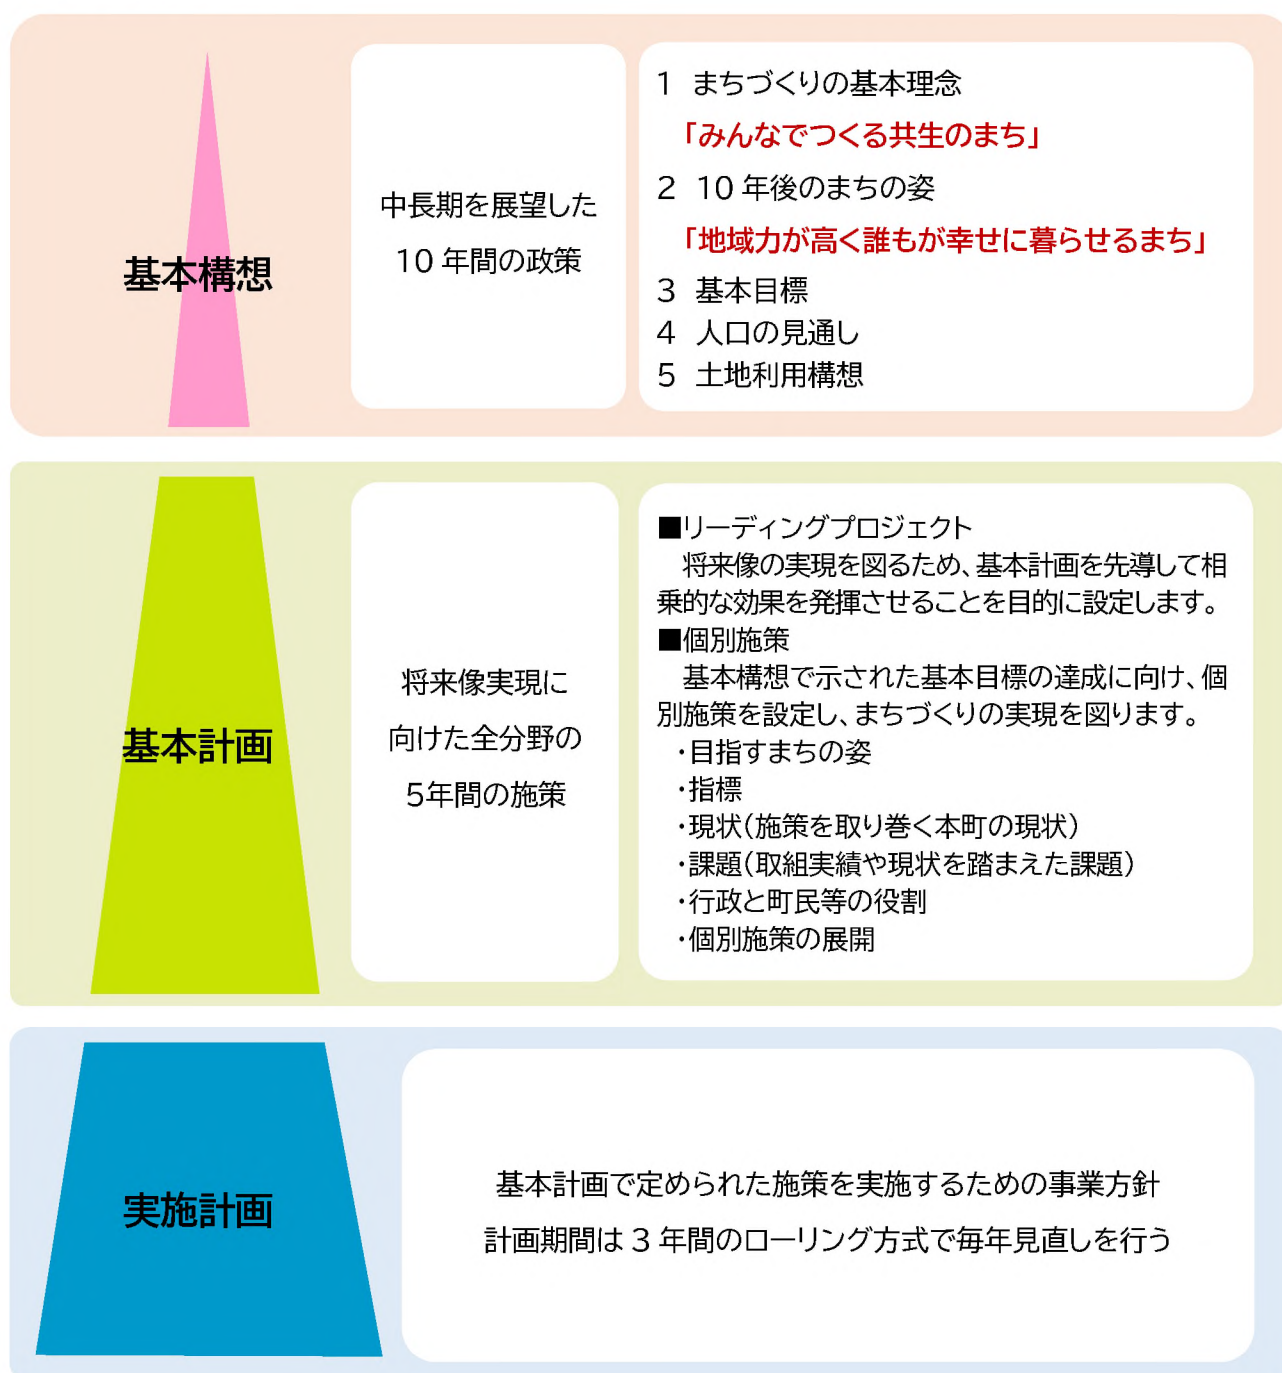 基本構想
中長期を展望した
10 年間の政策
1 まちづくりの基本理念
「みんなでつくる共生のまち」
2 10 年後のまちの姿
「地域力が高く誰もが幸せに暮らせるまち」
3 基本目標
4 人口の見通し
5 土地利用構想
基本計画
将来像実現に
向けた全分野の
5年間の施策
■リーディングプロジェクト
将来像の実現を図るため、基本計画を先導して相
乗的な効果を発揮させることを目的に設定します。
■個別施策
基本構想で示された基本目標の達成に向け、個
別施策を設定し、まちづくりの実現を図ります。
・目指すまちの姿
・指標
・現状（施策を取り巻く本町の現状）
・課題（取組実績や現状を踏まえた課題）
・行政と町民等の役割
・個別施策の展開
実施計画
基本計画で定められた施策を実施するための事業方針
計画期間は 3 年間のローリング方式で毎年見直しを行う